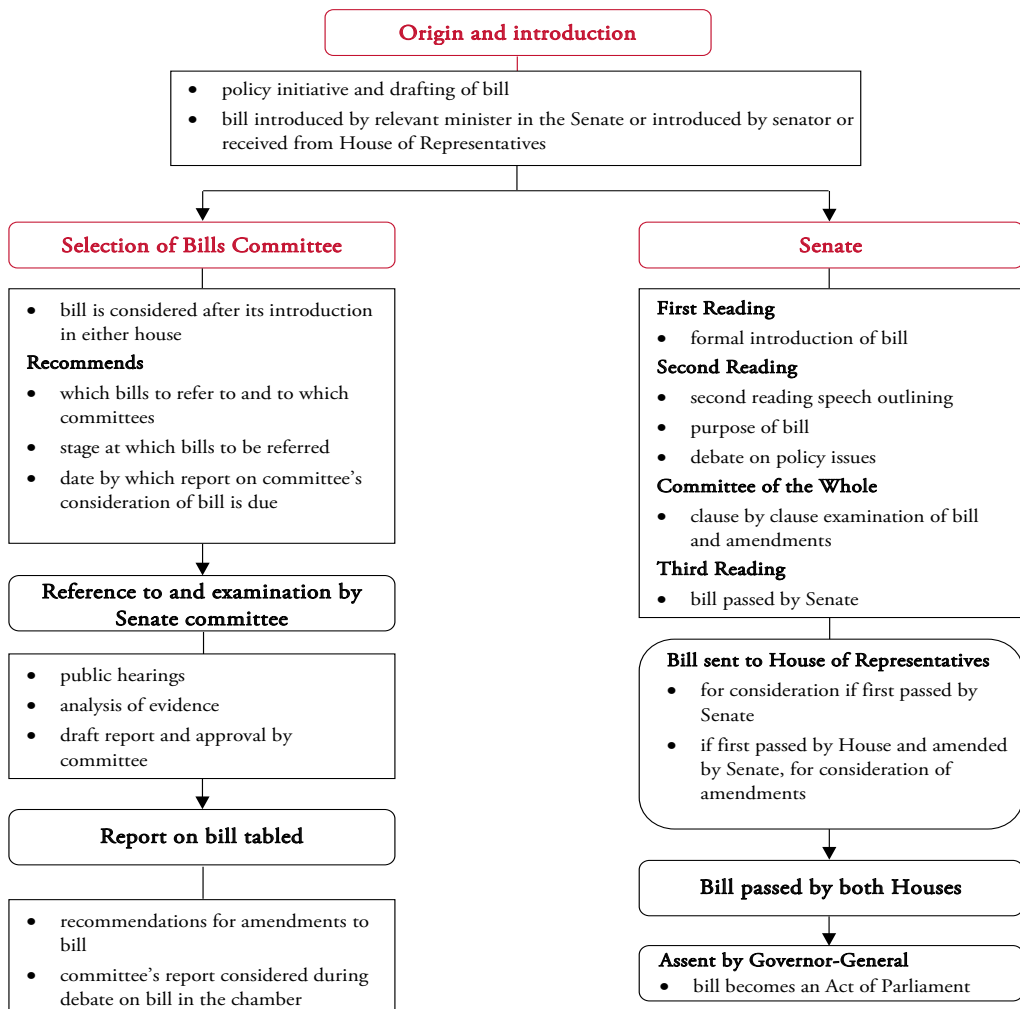 Origin and introduction
• policy initiative and drafting of bill
• bill introduced by relevant minister in the Senate or introduced by senator or
received from House of Representatives
Selection of Bills Committee
• bill is considered after its introduction
in either house
Recommends
• which bills to refer to and to which
committees
• stage at which bills to be referred
• date by which report on committee’s
consideration of bill is due
Reference to and examination by
Senate committee
• public hearings
• analysis of evidence
• draft report and approval by
committee
Report on bill tabled
• recommendations for amendments to
bill
• committee’s report considered during
debate on bill in the chamber
Senate
First Reading
• formal introduction of bill
Second Reading
• second reading speech outlining
• purpose of bill
• debate on policy issues
Committee of the Whole
• clause by clause examination of bill
and amendments
Third Reading
• bill passed by Senate
Bill sent to House of Representatives
• for consideration if first passed by
Senate
• if first passed by House and amended
by Senate, for consideration of
amendments
Bill passed by both Houses
Assent by Governor-General
• bill becomes an Act of Parliament